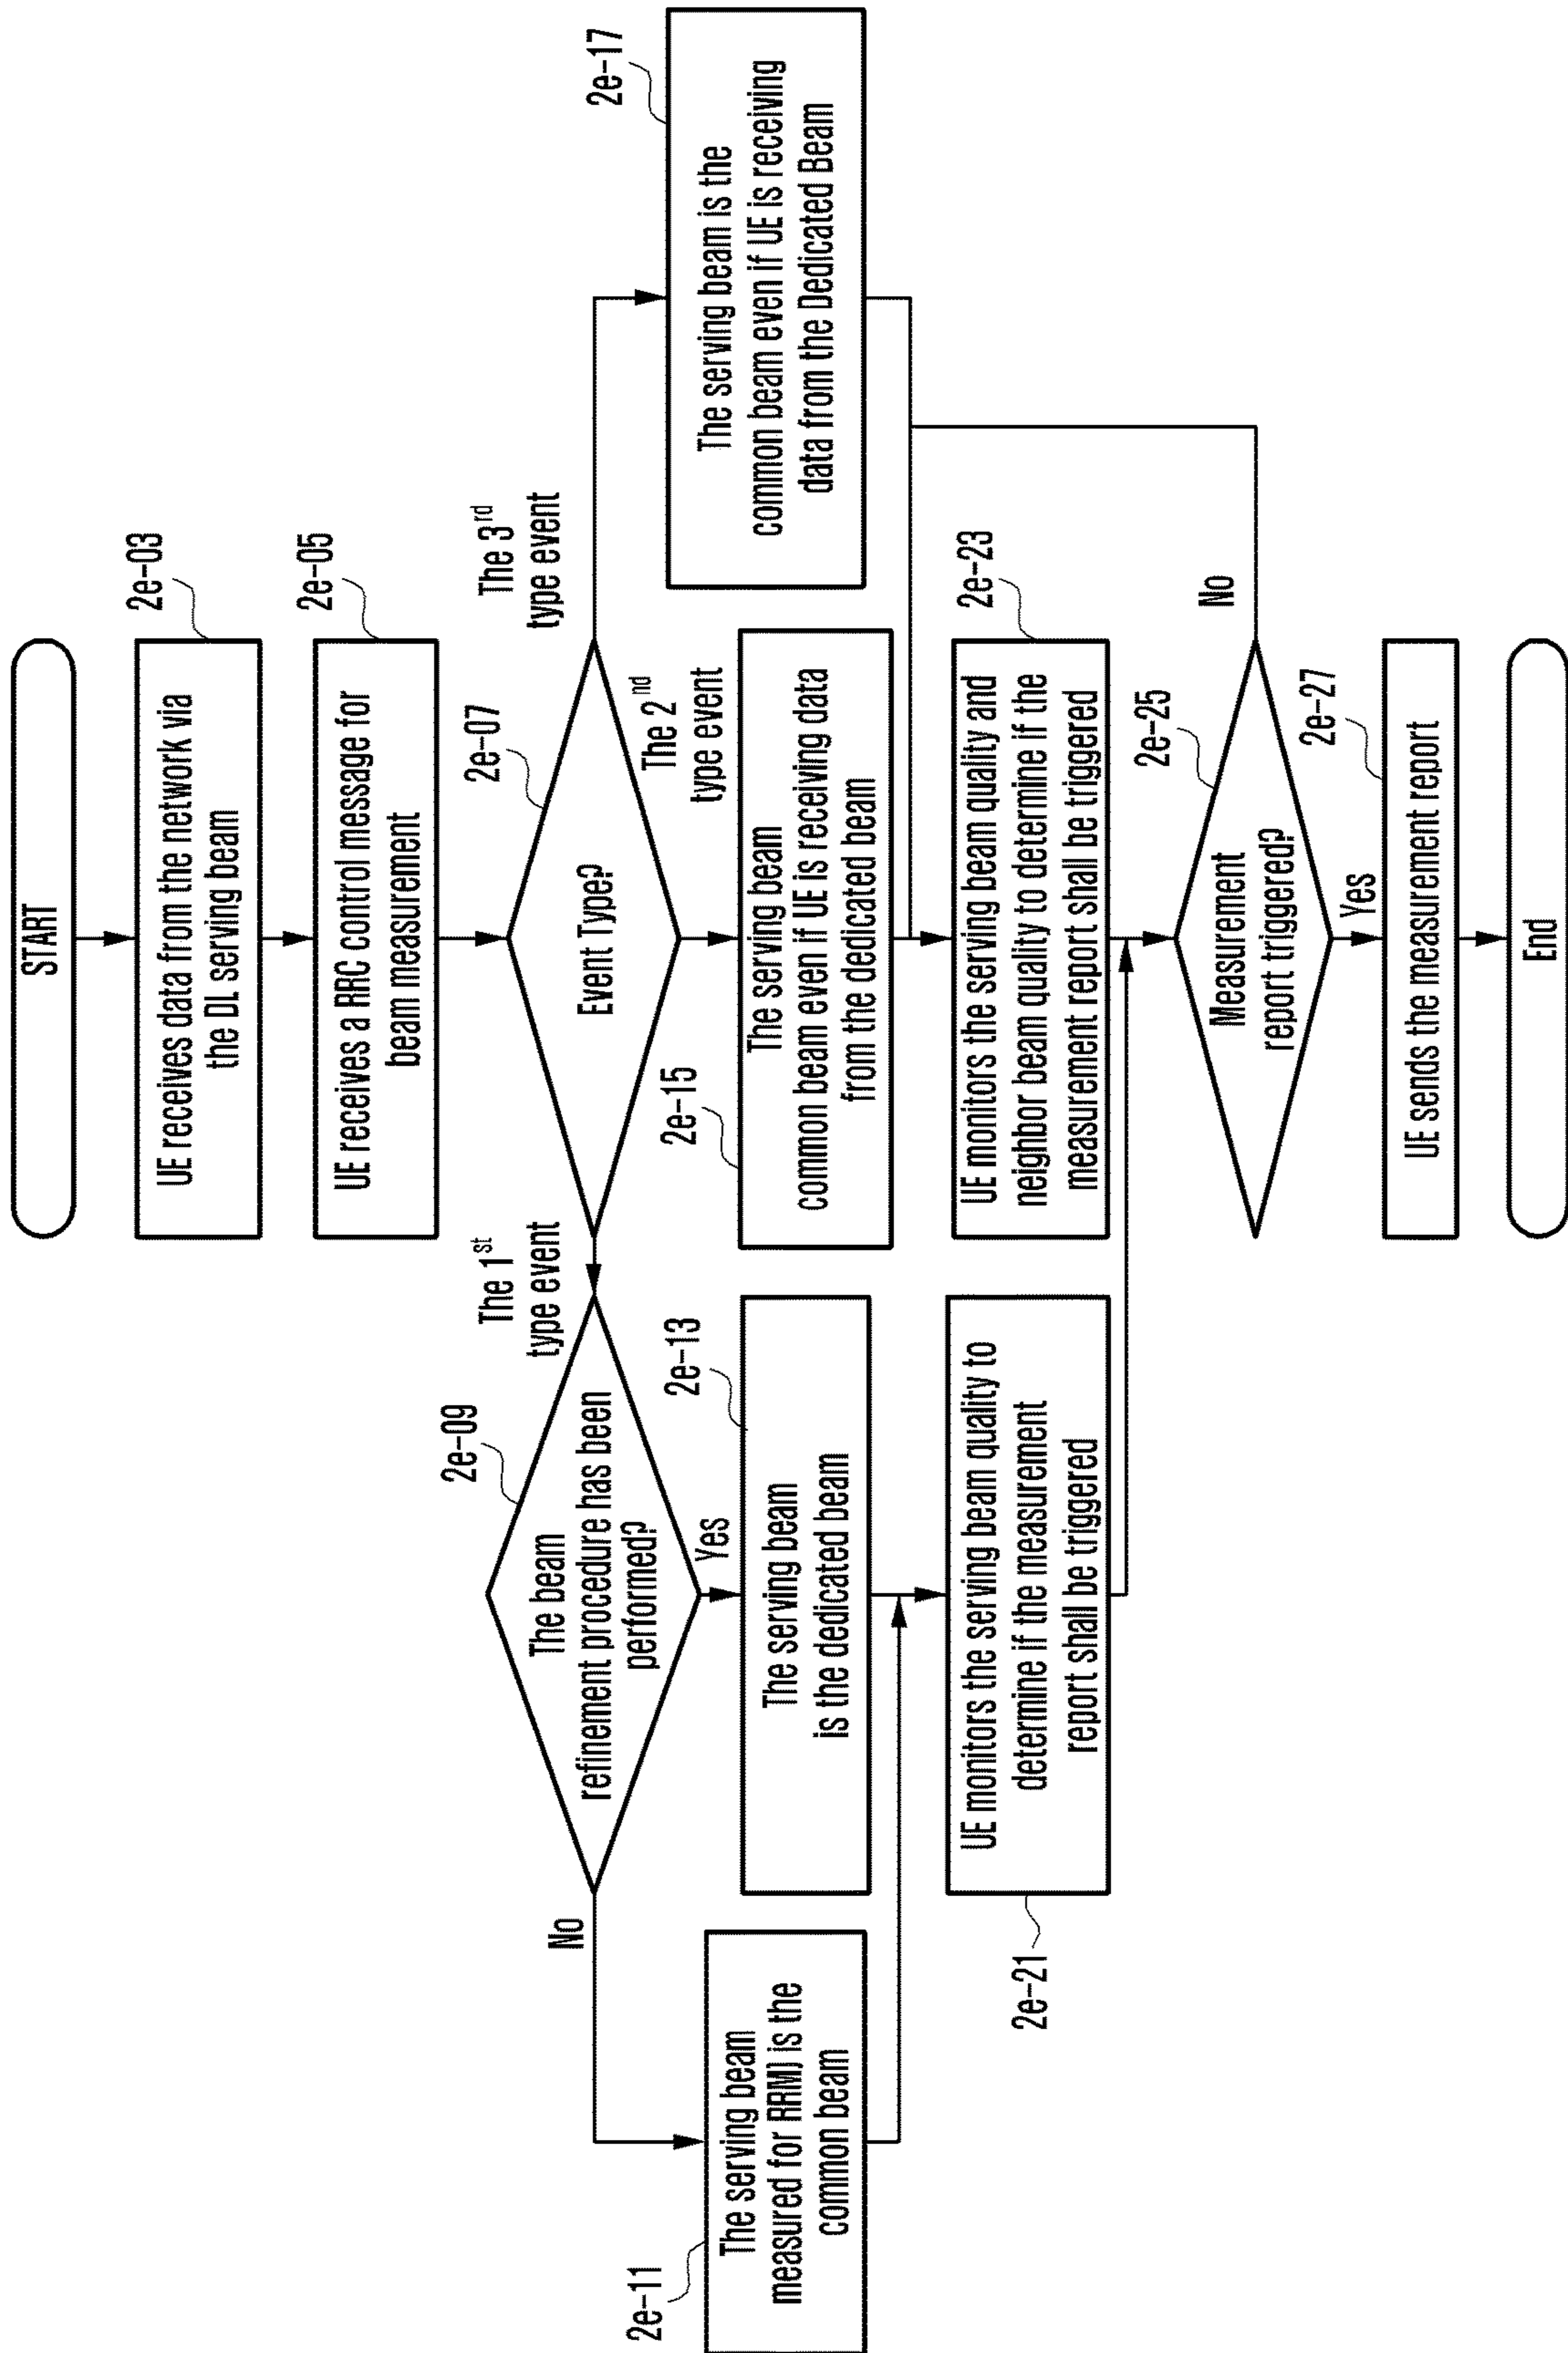 START
2e-03
UE receives data from the network via
the DL serving beam
2e-05
UE receives a RRC control message for
beam measurement
2e-07
Event Type?
The 1st
type event
The 2nd
type event
The 3rd
type event
2e-09
The beam
refinement procedure has been
performed?
No
Yes
2e-11
The serving beam
measured for RRM) is the
common beam
2e-13
The serving beam
is the dedicated beam
2e-15
The serving beam
common beam even if UE is receiving data
from the dedicated beam
2e-17
The serving beam is the
common beam even if UE is receiving
data from the Dedicated Beam
2e-21
UE monitors the serving beam quality to
determine if the measurement
report shall be triggered
2e-23
UE monitors the serving beam quality and
neighbor beam quality to determine if the
measurement report shall be triggered
2e-25
Measurement
report triggered?
No
Yes
2e-27
UE sends the measurement report
End